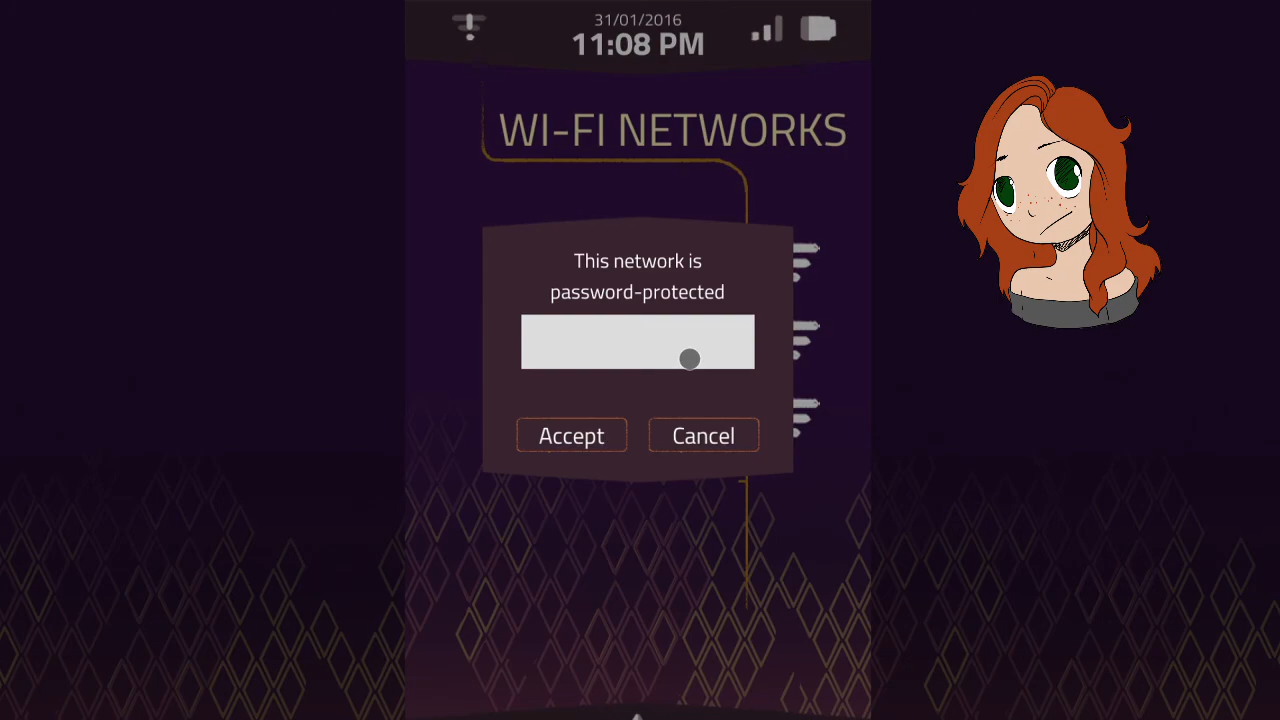 31/01/2016
11:08 PM
WI-FI NETWORKS
This network is
password-protected
Accept
Cancel